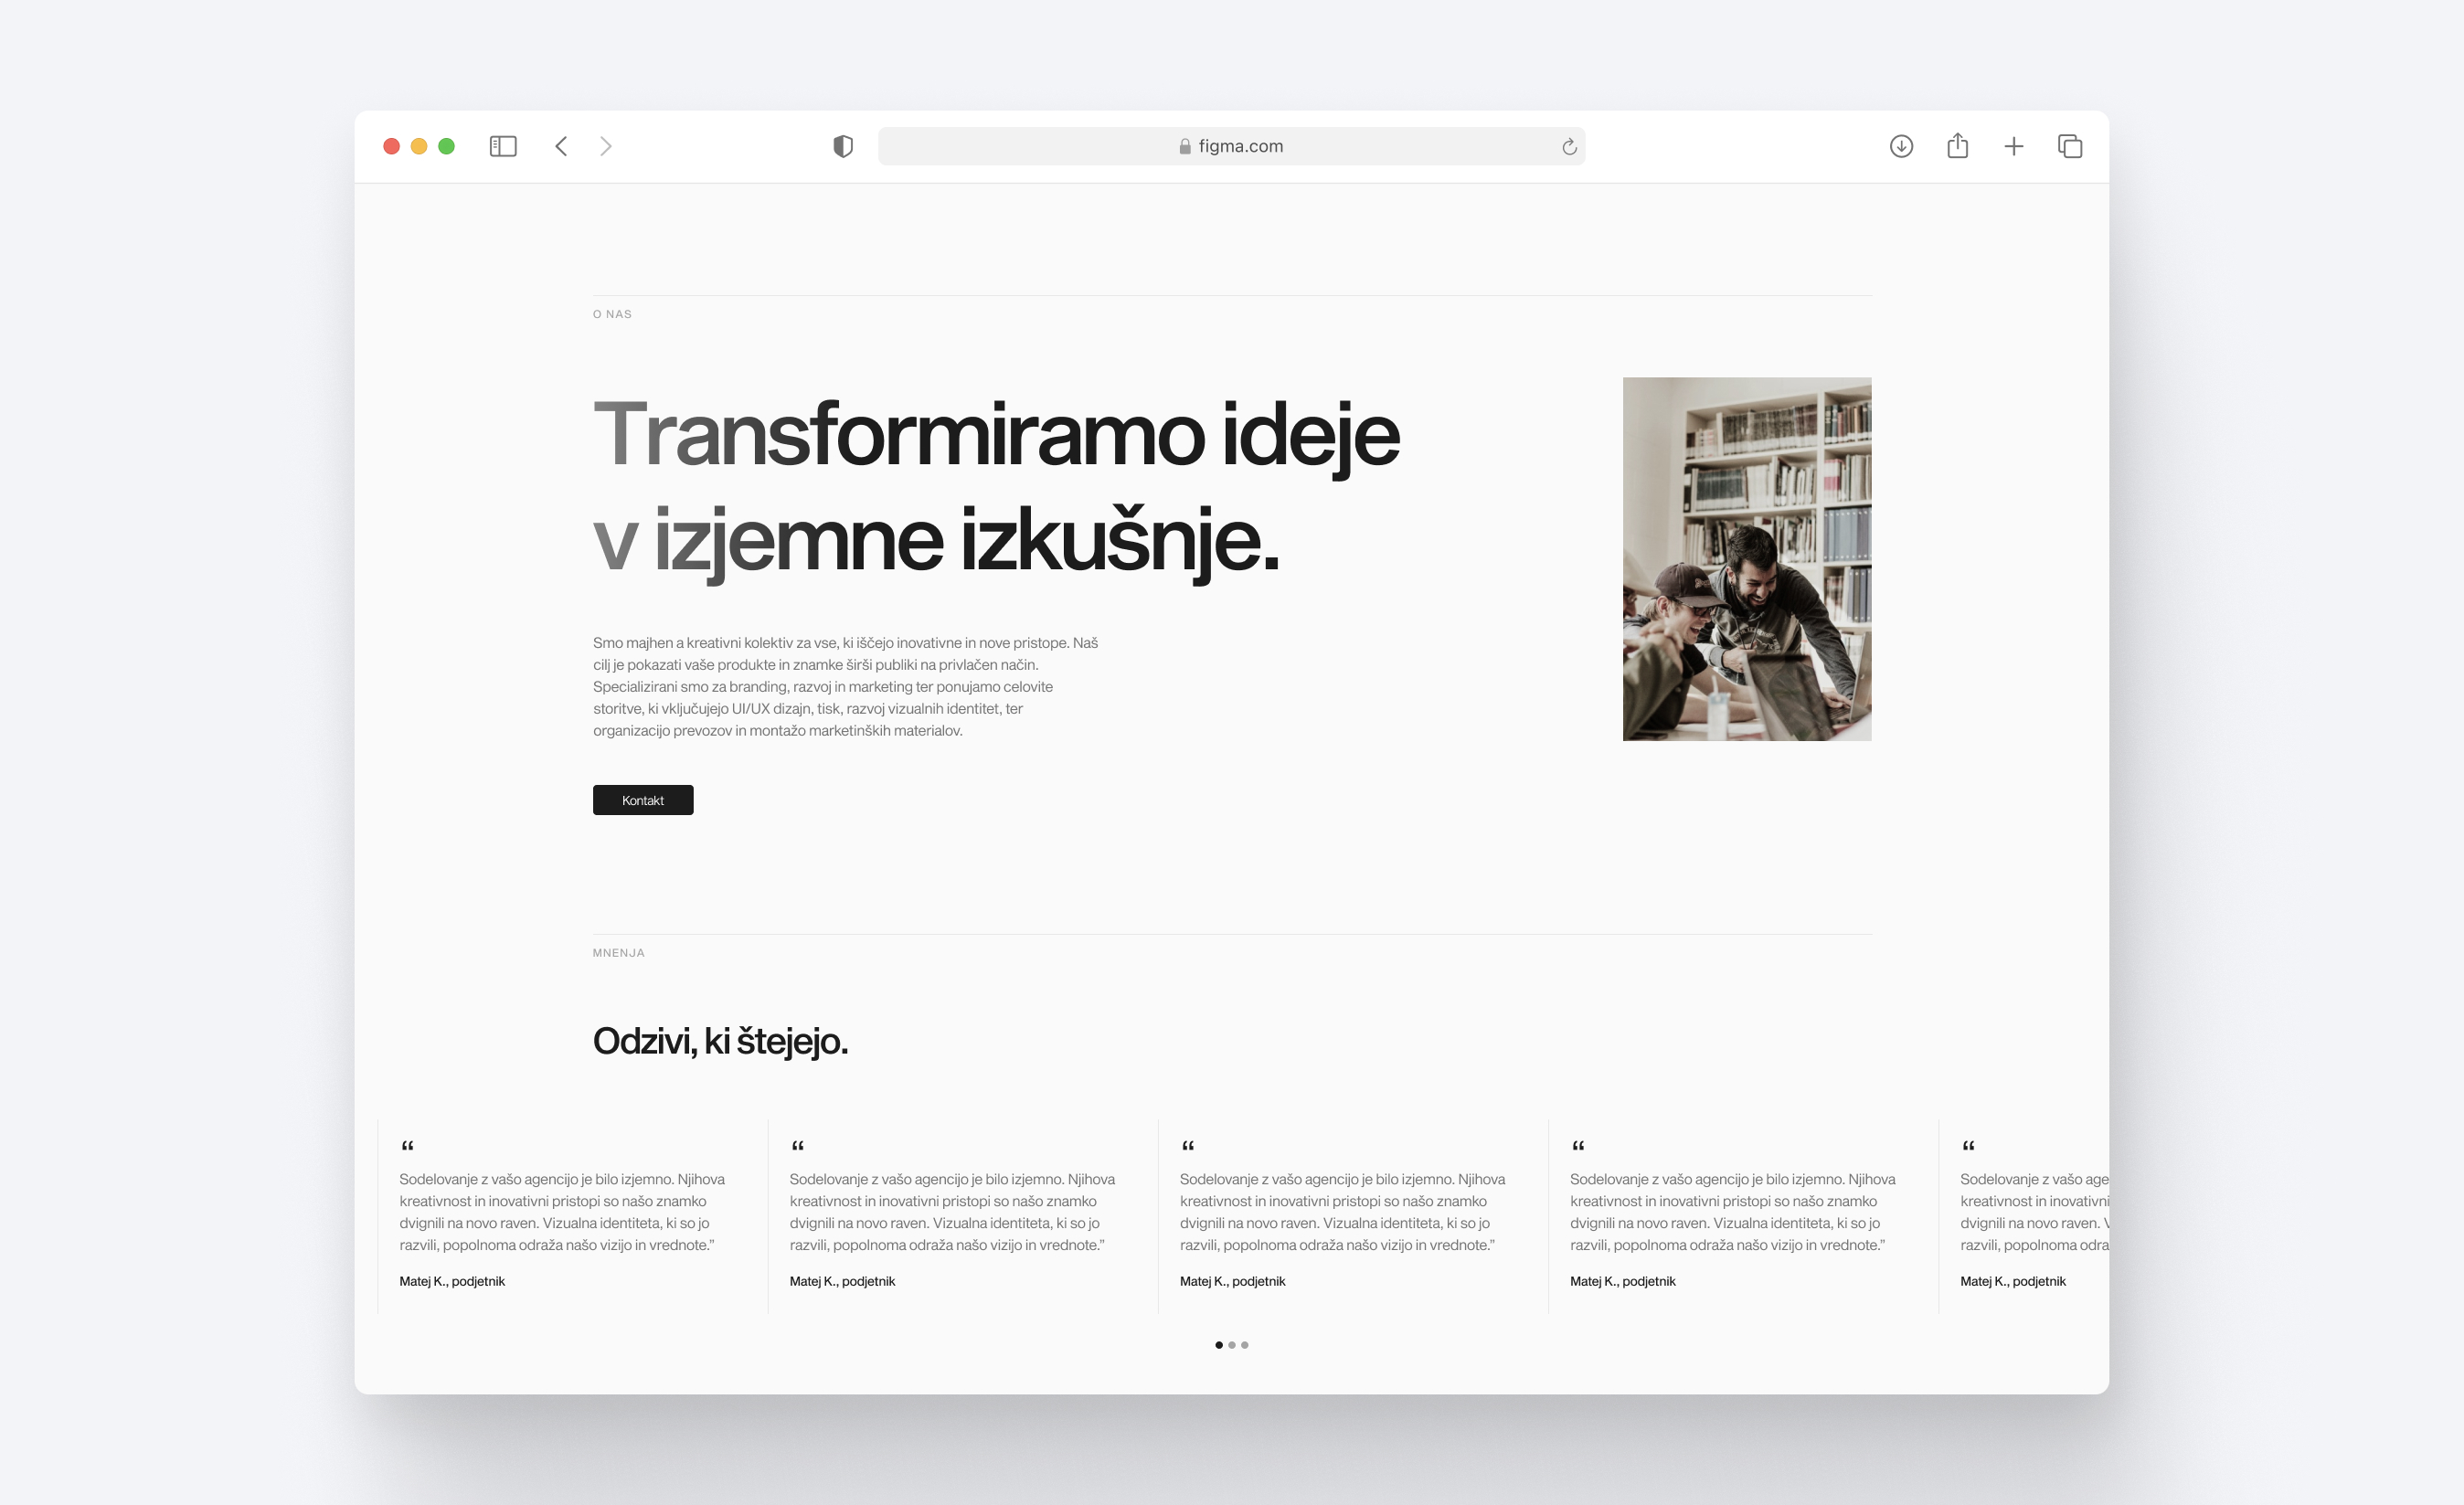 figma.com
O NAS
Transformiramo ideje
v izjemne izkušnje.
Smo majhen a kreativni kolektiv za vse, ki iščejo inovativne in nove pristope. Naš
cilj je pokazati vaše produkte in znamke širši publiki na privlačen način.
Specializirani smo za branding, razvoj in marketing ter ponujamo celovite
storitve, ki vključujejo UI/UX dizajn, tisk, razvoj vizualnih identitet, ter
organizacijo prevozov in montažo marketinških materialov.
Kontakt
MNENJA
Odzivi, ki štejejo.
“
Sodelovanje z vašo agencijo je bilo izjemno. Njihova
kreativnost in inovativni pristopi so našo znamko
dvignili na novo raven. Vizualna identiteta, ki so jo
razvili, popolnoma odraža našo vizijo in vrednote.”
Matej K., podjetnik
“
Sodelovanje z vašo agencijo je bilo izjemno. Njihova
kreativnost in inovativni pristopi so našo znamko
dvignili na novo raven. Vizualna identiteta, ki so jo
razvili, popolnoma odraža našo vizijo in vrednote.”
Matej K., podjetnik
“
Sodelovanje z vašo agencijo je bilo izjemno. Njihova
kreativnost in inovativni pristopi so našo znamko
dvignili na novo raven. Vizualna identiteta, ki so jo
razvili, popolnoma odraža našo vizijo in vrednote.”
Matej K., podjetnik
“
Sodelovanje z vašo agencijo je bilo izjemno. Njihova
kreativnost in inovativni pristopi so našo znamko
dvignili na novo raven. Vizualna identiteta, ki so jo
razvili, popolnoma odraža našo vizijo in vrednote.”
Matej K., podjetnik
“
Sodelovanje z vašo age
kreativnost in inovativni
dvignili na novo raven. V
razvili, popolnoma odra
Matej K., podjetnik